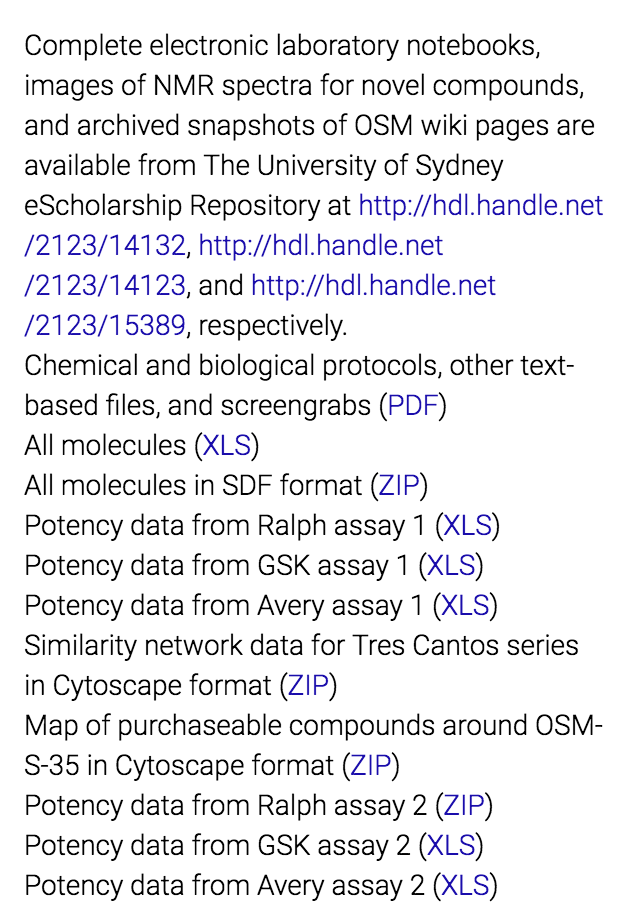 Complete electronic laboratory notebooks,
images of NMR spectra for novel compounds,
and archived snapshots of OSM wiki pages are
available from The University of Sydney
eScholarship Repository at http://hdl.handle.net
/2123/14132, http://hdl.handle.net
/2123/14123, and http://hdl.handle.net
/2123/15389, respectively.
Chemical and biological protocols, other text-
based files, and screengrabs (PDF)
All molecules (XLS)
All molecules in SDF format (ZIP)
Potency data from Ralph assay 1 (XLS)
Potency data from GSK assay 1 (XLS)
Potency data from Avery assay 1 (XLS)
Similarity network data for Tres Cantos series
in Cytoscape format (ZIP)
Map of purchaseable compounds around OSM-
S-35 in Cytoscape format (ZIP)
Potency data from Ralph assay 2 (ZIP)
Potency data from GSK assay 2 (XLS)
Potency data from Avery assay 2 (XLS)